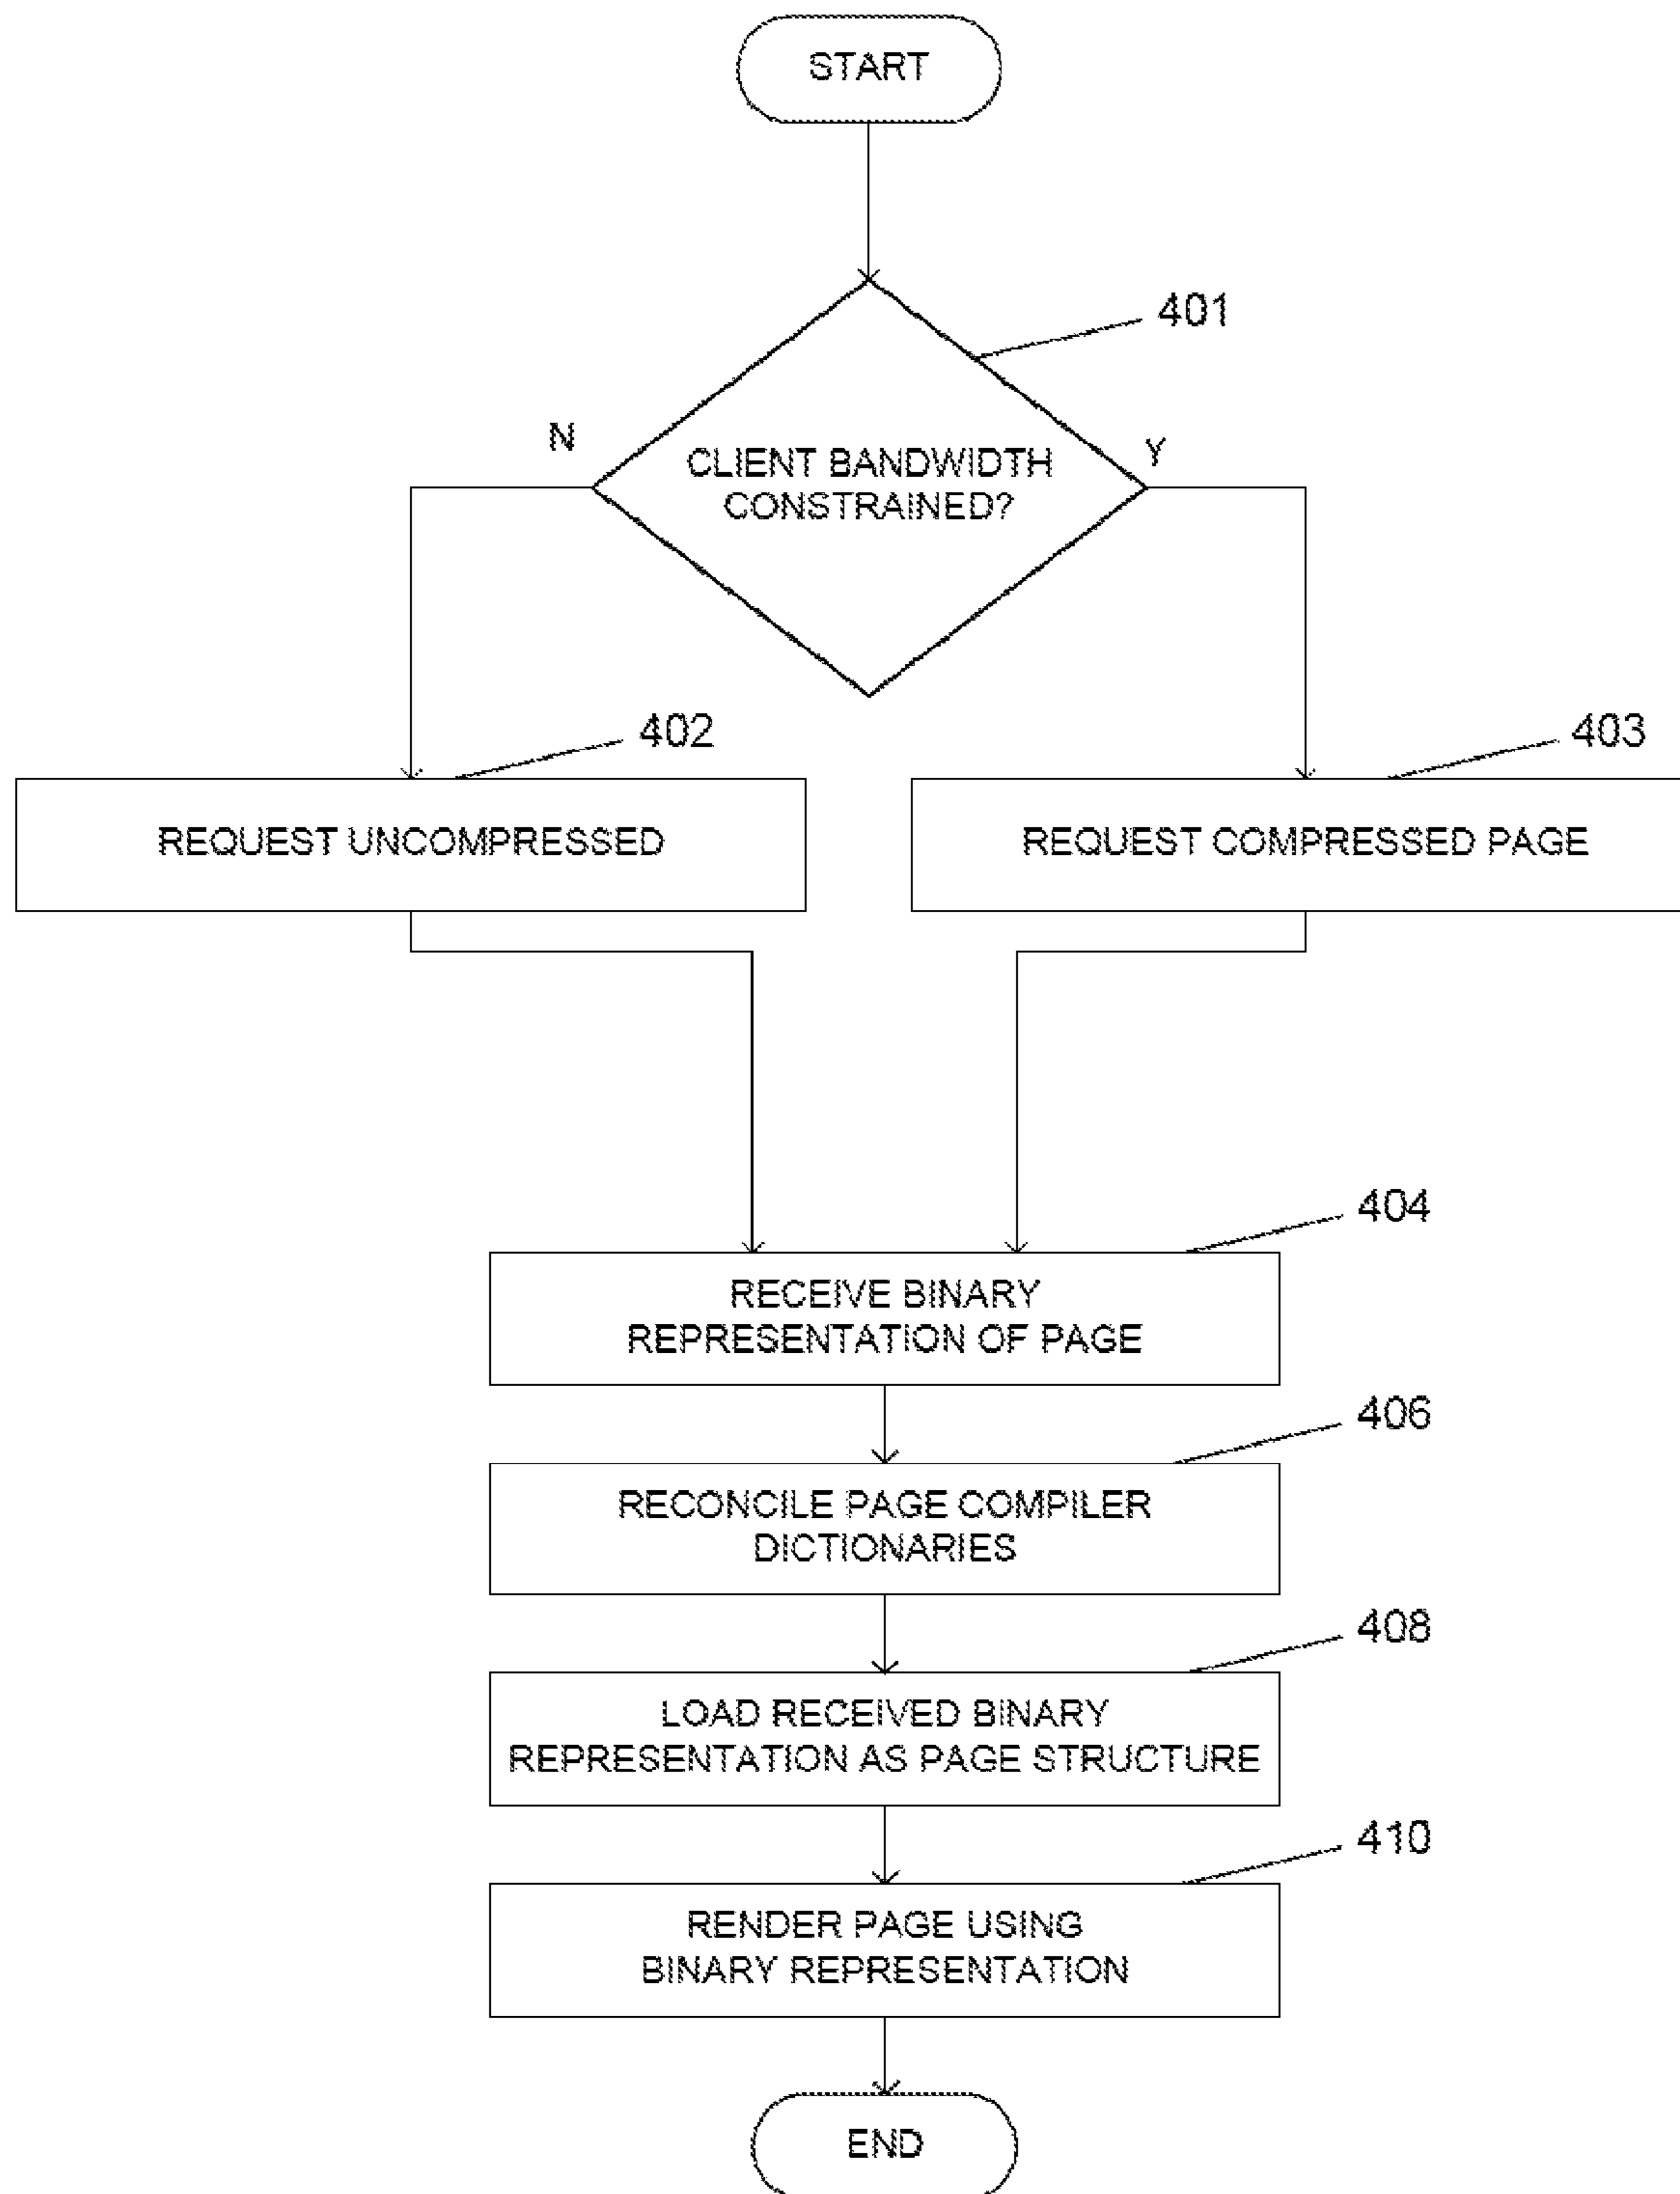 START
401
N
Y
CLIENT BANDWIDTH
CONSTRAINED?
402
403
REQUEST UNCOMPRESSED
REQUEST COMPRESSED PAGE
404
RECEIVE BINARY
REPRESENTATION OF PAGE
406
RECONCILE PAGE COMPILER
DICTIONARIES
408
LOAD RECEIVED BINARY
REPRESENTATION AS PAGE STRUCTURE
410
RENDER PAGE USING
BINARY REPRESENTATION
END